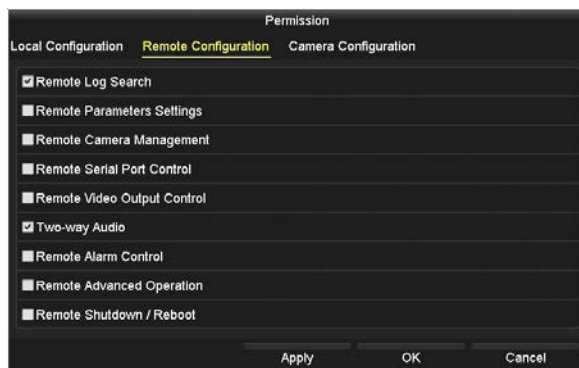 Permission
Local Configuration Remote Configuration Camera Configuration
Remote Log Search
Remote Parameters Settings
Remote Camera Management
Remote Serial Port Control
Remote Video Output Control
Two-way Audio
Remote Alarm Control
Remote Advanced Operation
Remote Shutdown / Reboot
Apply OK Cancel